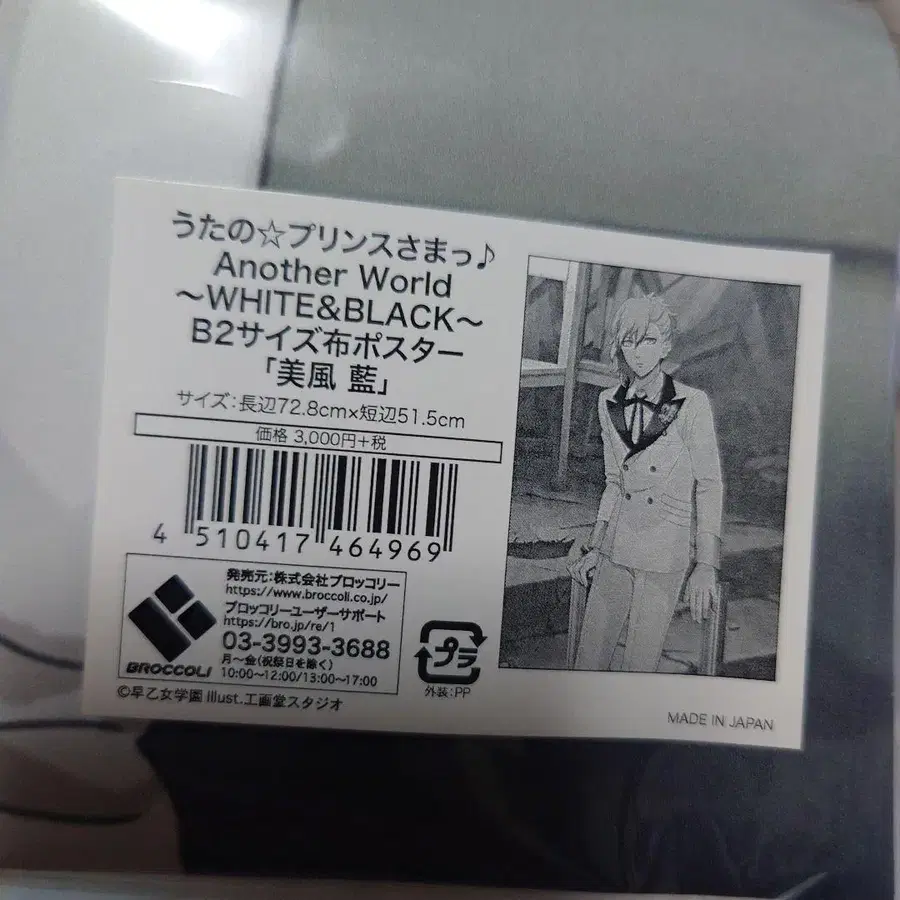 うたの☆プリンスさまっ♪
Another World
～WHITE&BLACK～
B2サイズ布ポスター
「美風 藍」
サイズ：長辺72.8cm×短辺51.5cm
価格 3,000円+税
4 510417 464969
発売元：株式会社ブロッコリー
https://www.broccoli.co.jp/
ブロッコリーユーザーサポート
https://bro.jp/re/1
03-3993-3688
月～金（祝祭日を除く）
10:00～12:00/13:00～17:00
BROCCOLI
プラ
外装：PP
©早乙女学園 Illust.工画堂スタジオ
MADE IN JAPAN